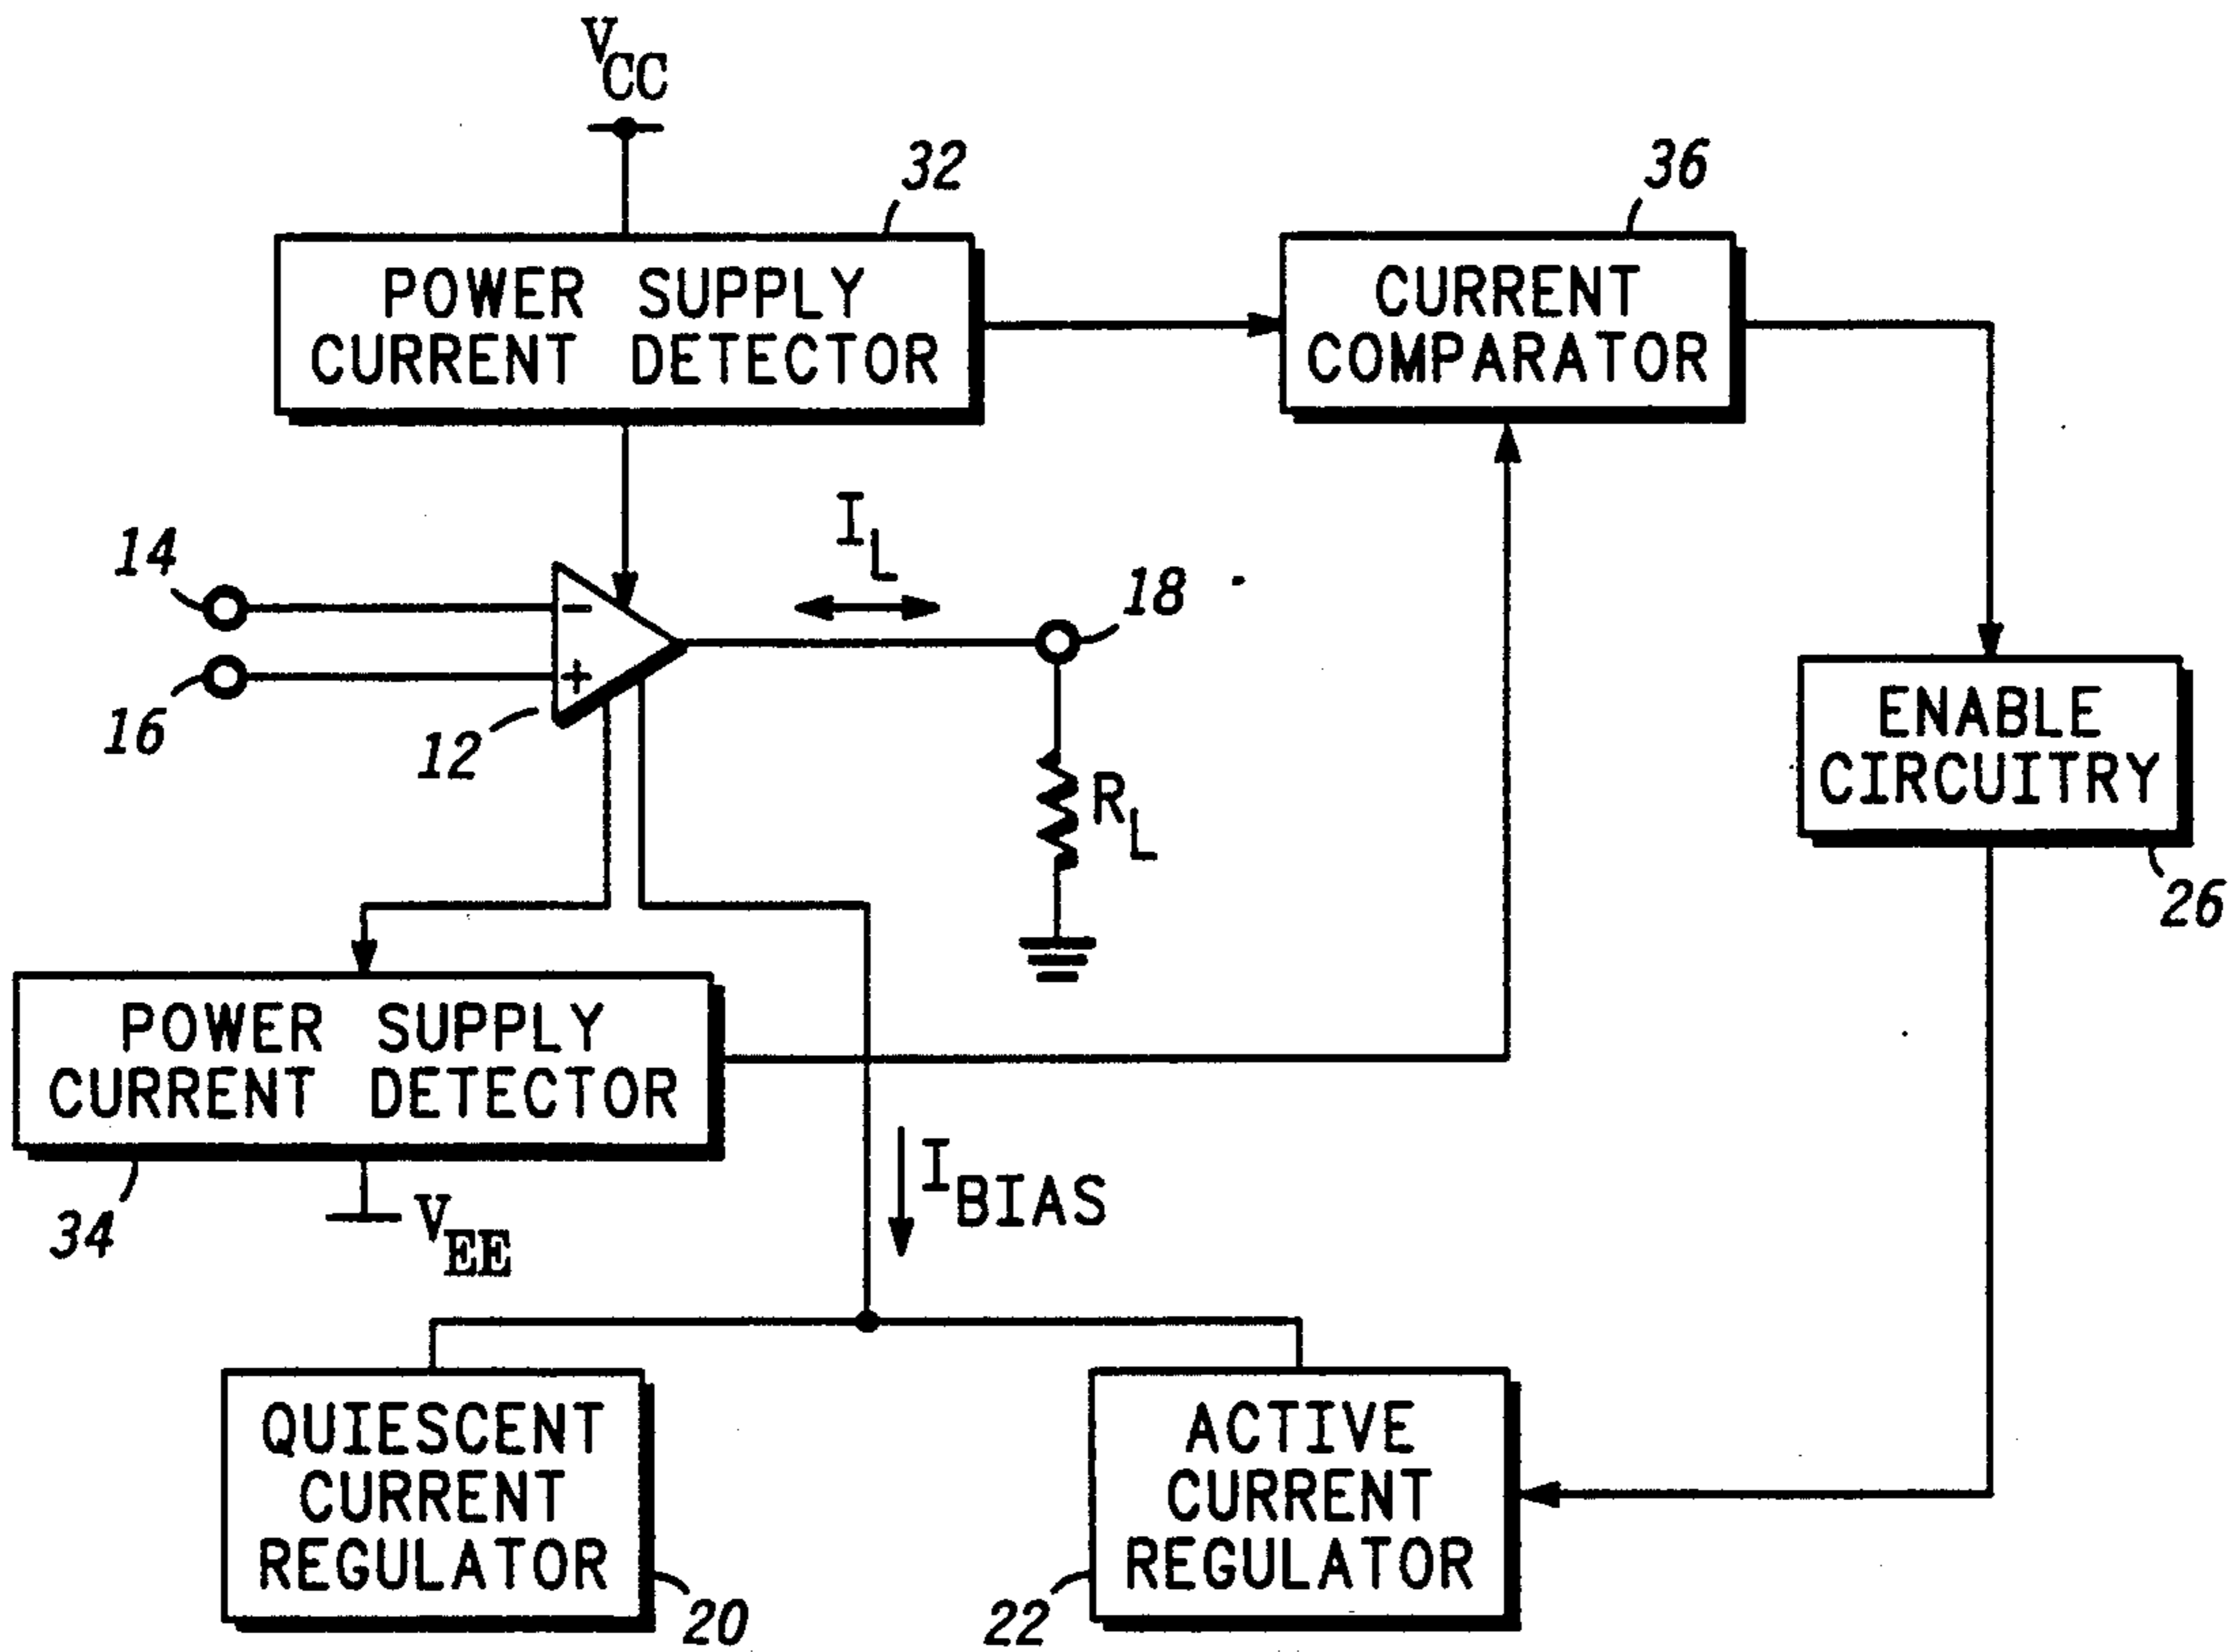 VCC
32
POWER SUPPLY
CURRENT DETECTOR
36
CURRENT
COMPARATOR
IL
14
-
16
+
12
18
RL
ENABLE
CIRCUITRY
26
POWER SUPPLY
CURRENT DETECTOR
34
VEE
IBIAS
QUIESCENT
CURRENT
REGULATOR
20
ACTIVE
CURRENT
REGULATOR
22